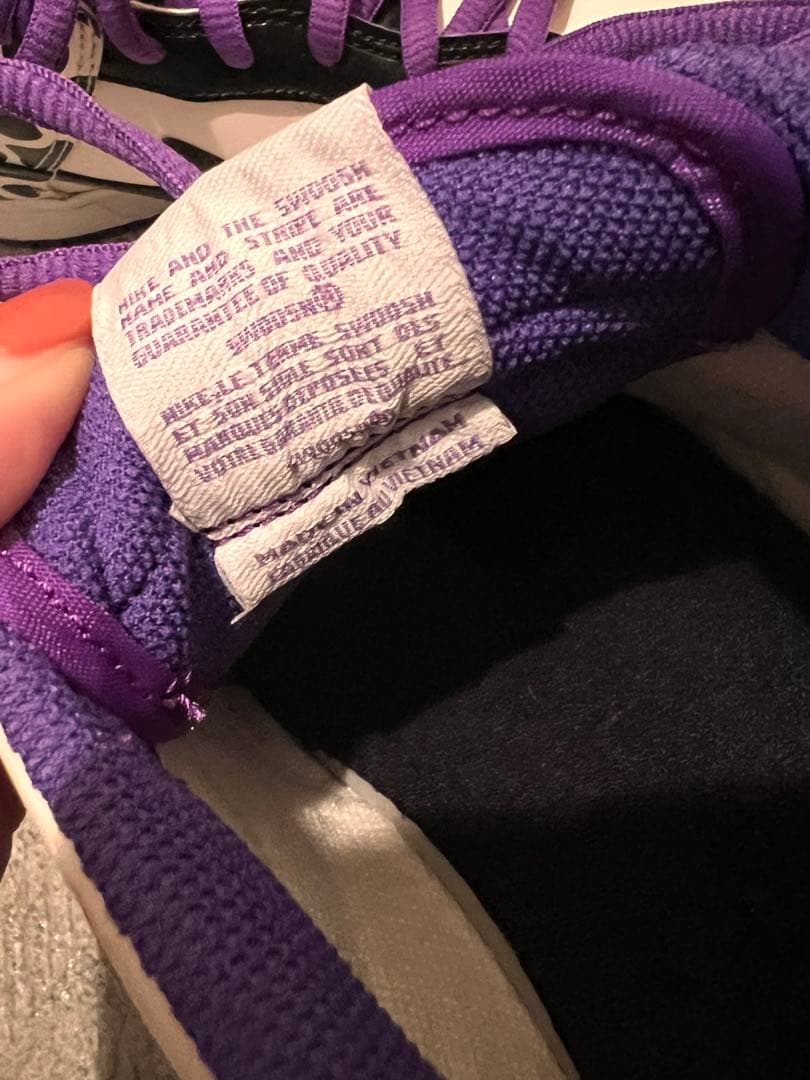 NIKE AND THE SWOOSH
NAME AND STRIPE ARE
TRADEMARKS AND YOUR
GUARANTEE OF QUALITY
NIKE-LE TERME SWOOSH
ET SON SIGLE SONT DES
MARQUES DEPOSEES ET
VOTRE GARANTIE DE QUALITE
MADE IN VIETNAM
FABRIQUE AU VIETNAM